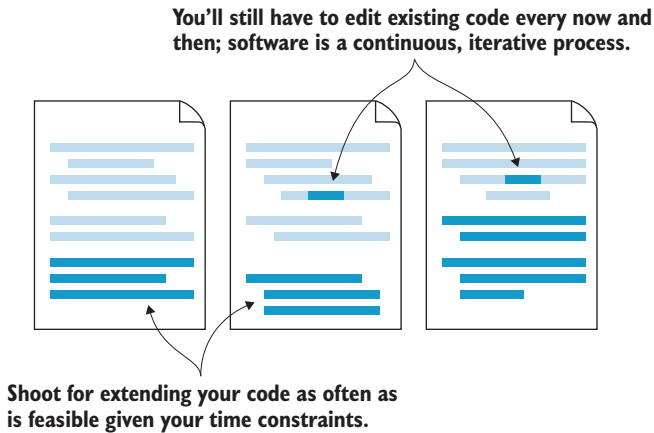 You'll still have to edit existing code every now and
then; software is a continuous, iterative process.
Shoot for extending your code as often as
is feasible given your time constraints.